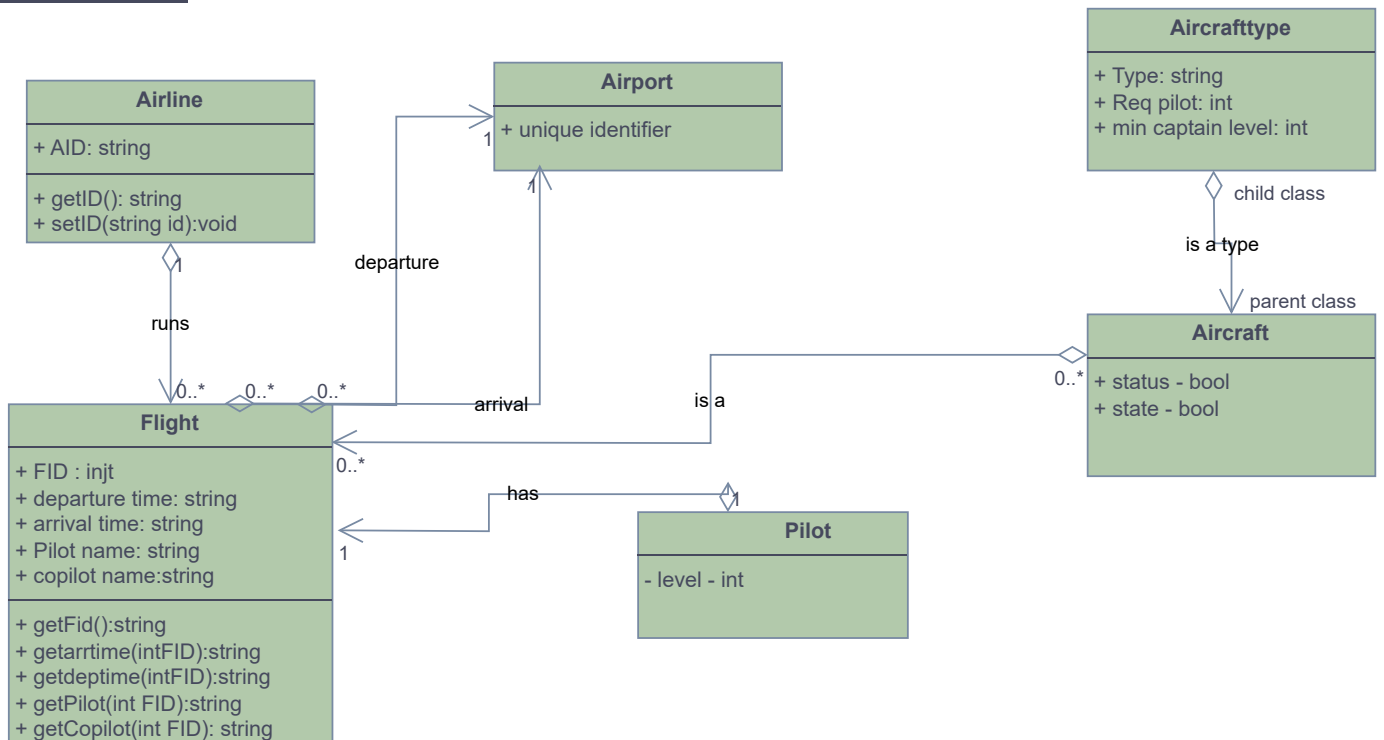 Aircrafttype
+ Type: string
+ Req pilot: int
+ min captain level: int
Airport
+ unique identifier
1
1
Airline
+ AID: string
+ getID(): string
+ setID(string id):void
1
child class
is a type
parent class
departure
runs
Aircraft
+ status - bool
+ state - bool
0..*
0..*
0..*
0..*
arrival
is a
0..*
Flight
+ FID : injt
+ departure time: string
+ arrival time: string
+ Pilot name: string
+ copilot name:string
+ getFid():string
+ getarrtime(intFID):string
+ getdeptime(intFID):string
+ getPilot(int FID):string
+ getCopilot(int FID): string
has
1
1
Pilot
- level - int